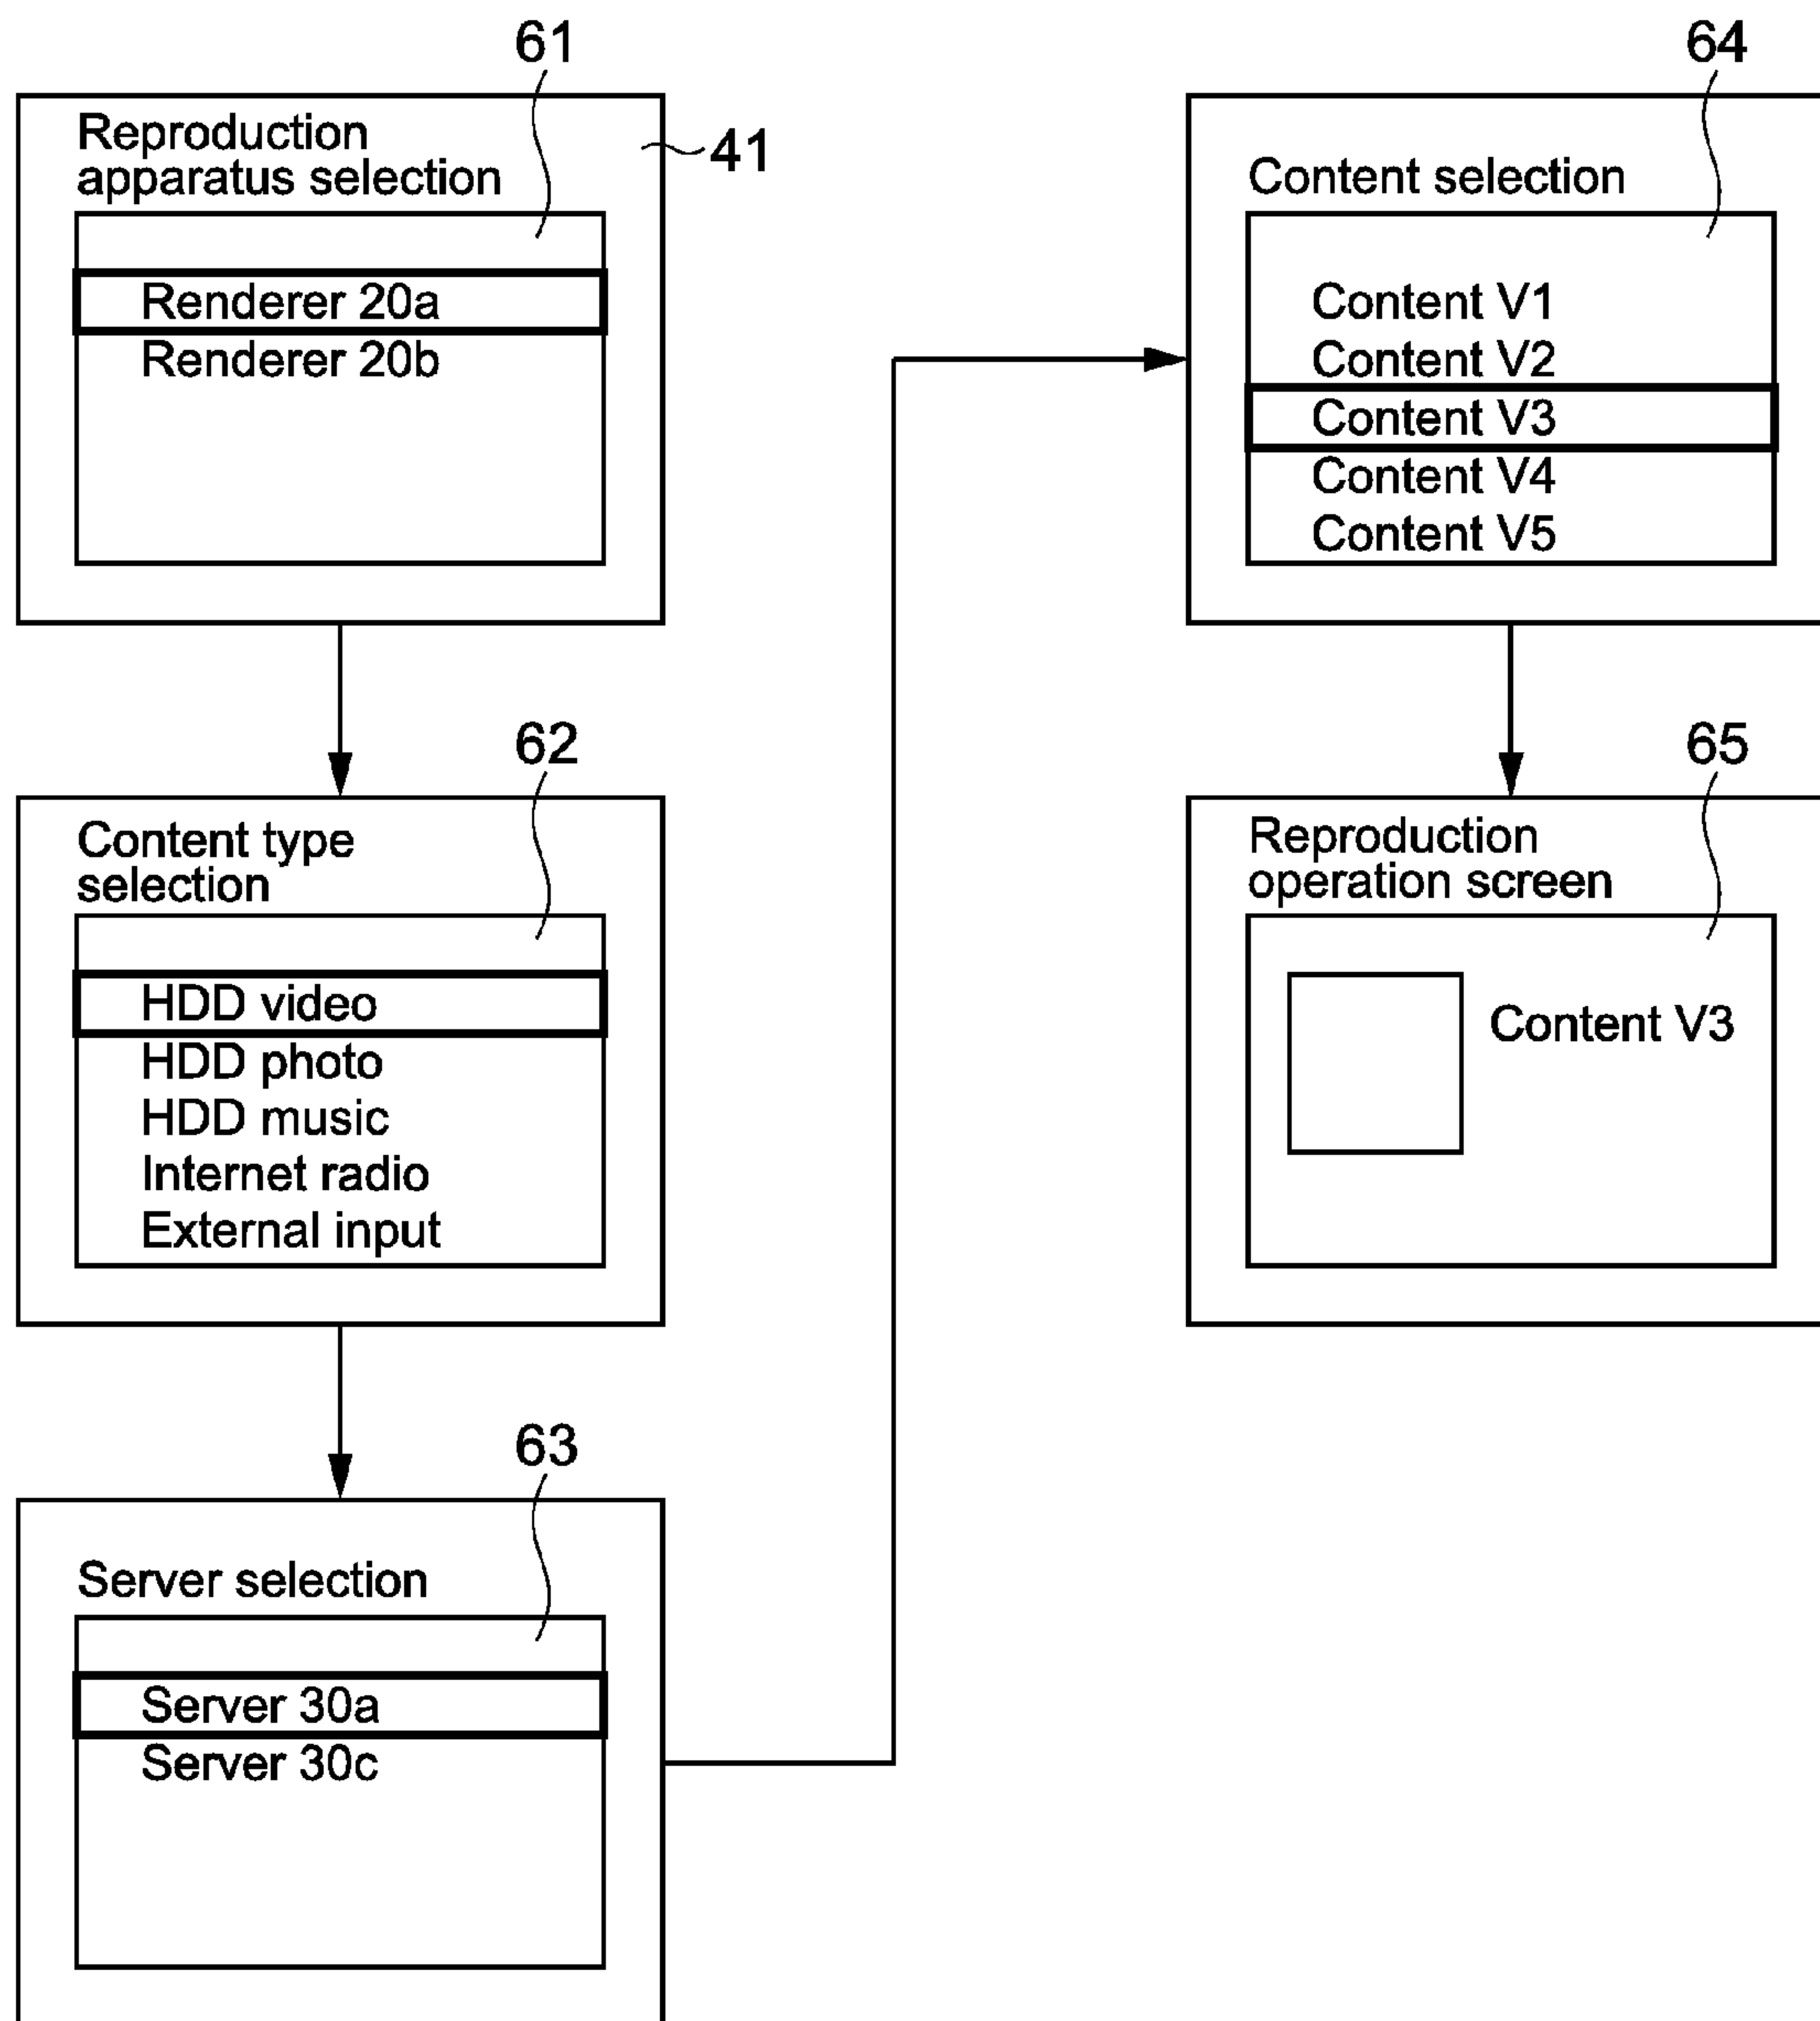 61
Reproduction
apparatus selection
41
Renderer 20a
Renderer 20b
62
Content type
selection
HDD video
HDD photo
HDD music
Internet radio
External input
63
Server selection
Server 30a
Server 30c
64
Content selection
Content V1
Content V2
Content V3
Content V4
Content V5
65
Reproduction
operation screen
Content V3